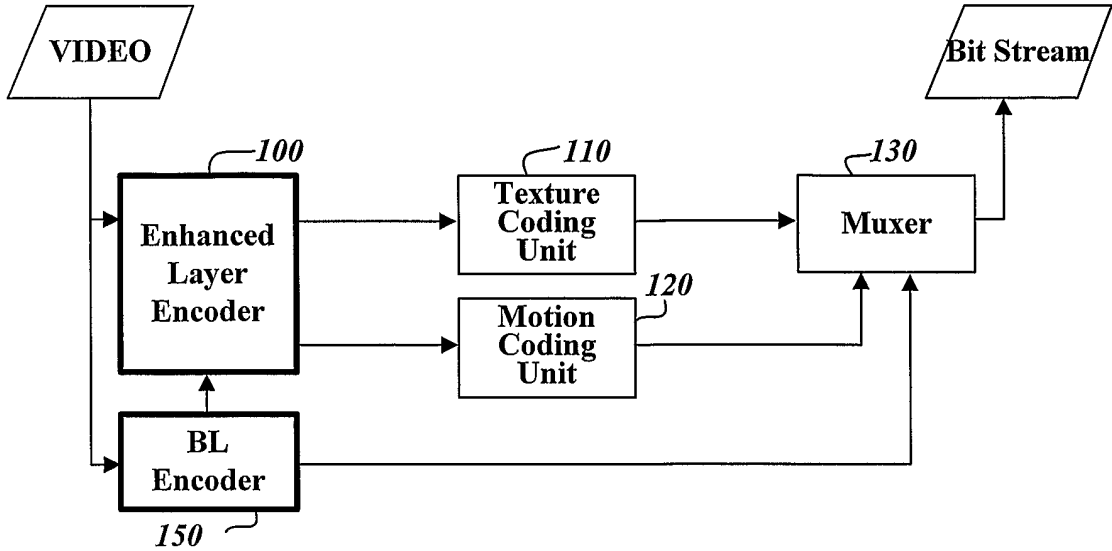 VIDEO
Bit Stream
100
110
130
Enhanced
Layer
Encoder
Texture
Coding
Unit
Muxer
120
Motion
Coding
Unit
BL
Encoder
150